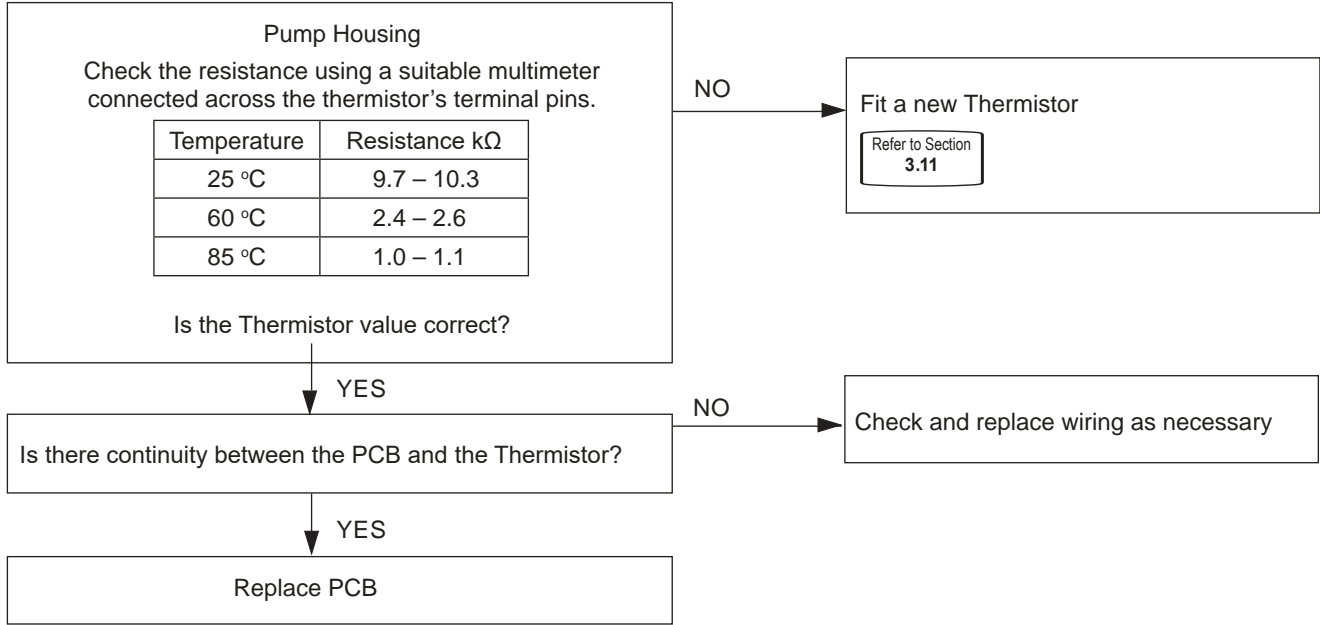 Pump Housing
Check the resistance using a suitable multimeter
connected across the thermistor's terminal pins.
Temperature Resistance kΩ
25 ºC 9.7 – 10.3
60 ºC 2.4 – 2.6
85 ºC 1.0 – 1.1
Is the Thermistor value correct?
NO
Fit a new Thermistor
Refer to Section
3.11
YES
Is there continuity between the PCB and the Thermistor?
NO
Check and replace wiring as necessary
YES
Replace PCB